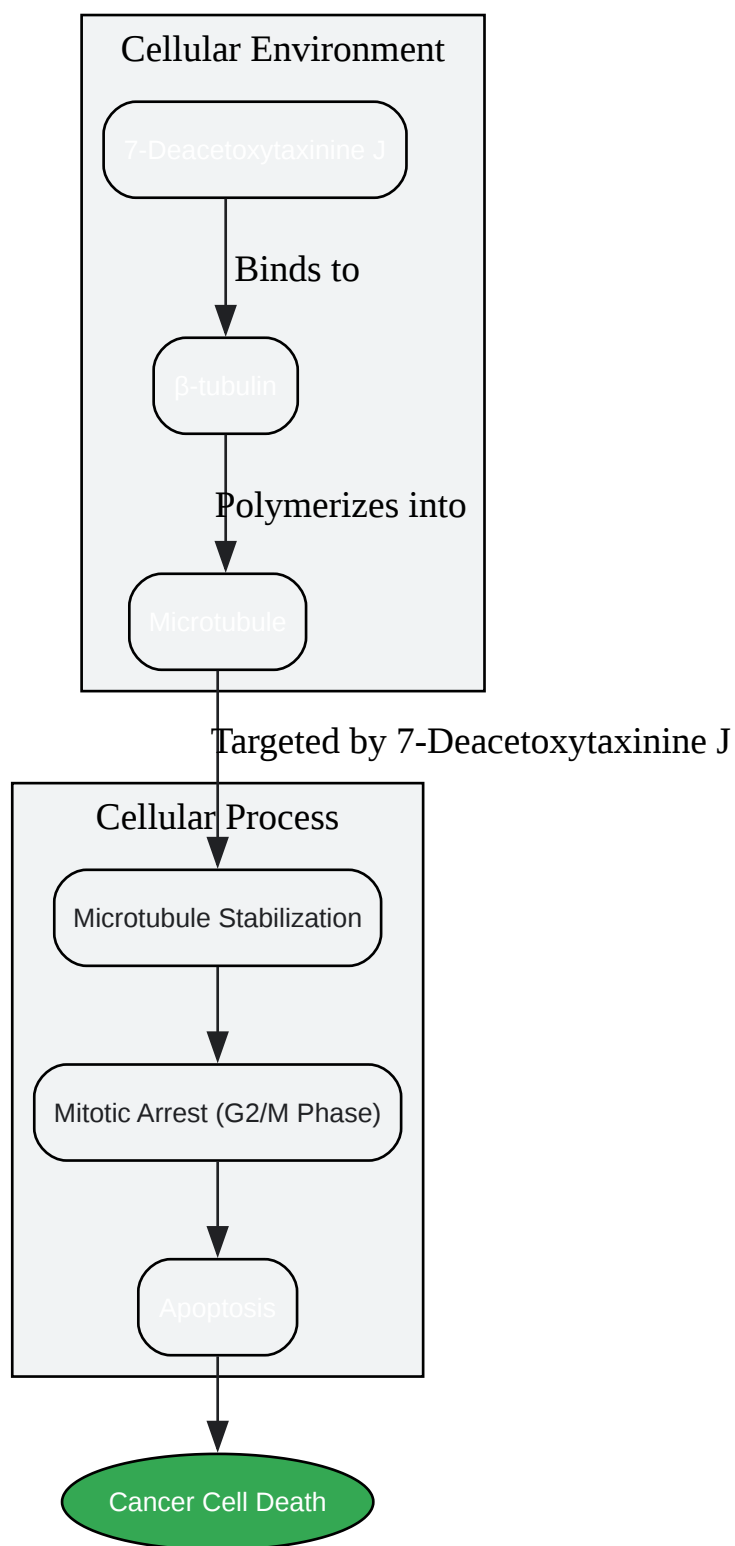 Cellular Environment
7-Deacetoxytaxinine J
Binds to
β-tubulin
Polymerizes into
Microtubule
Targeted by 7-Deacetoxytaxinine J
Cellular Process
Microtubule Stabilization
Mitotic Arrest (G2/M Phase)
Apoptosis
Cancer Cell Death